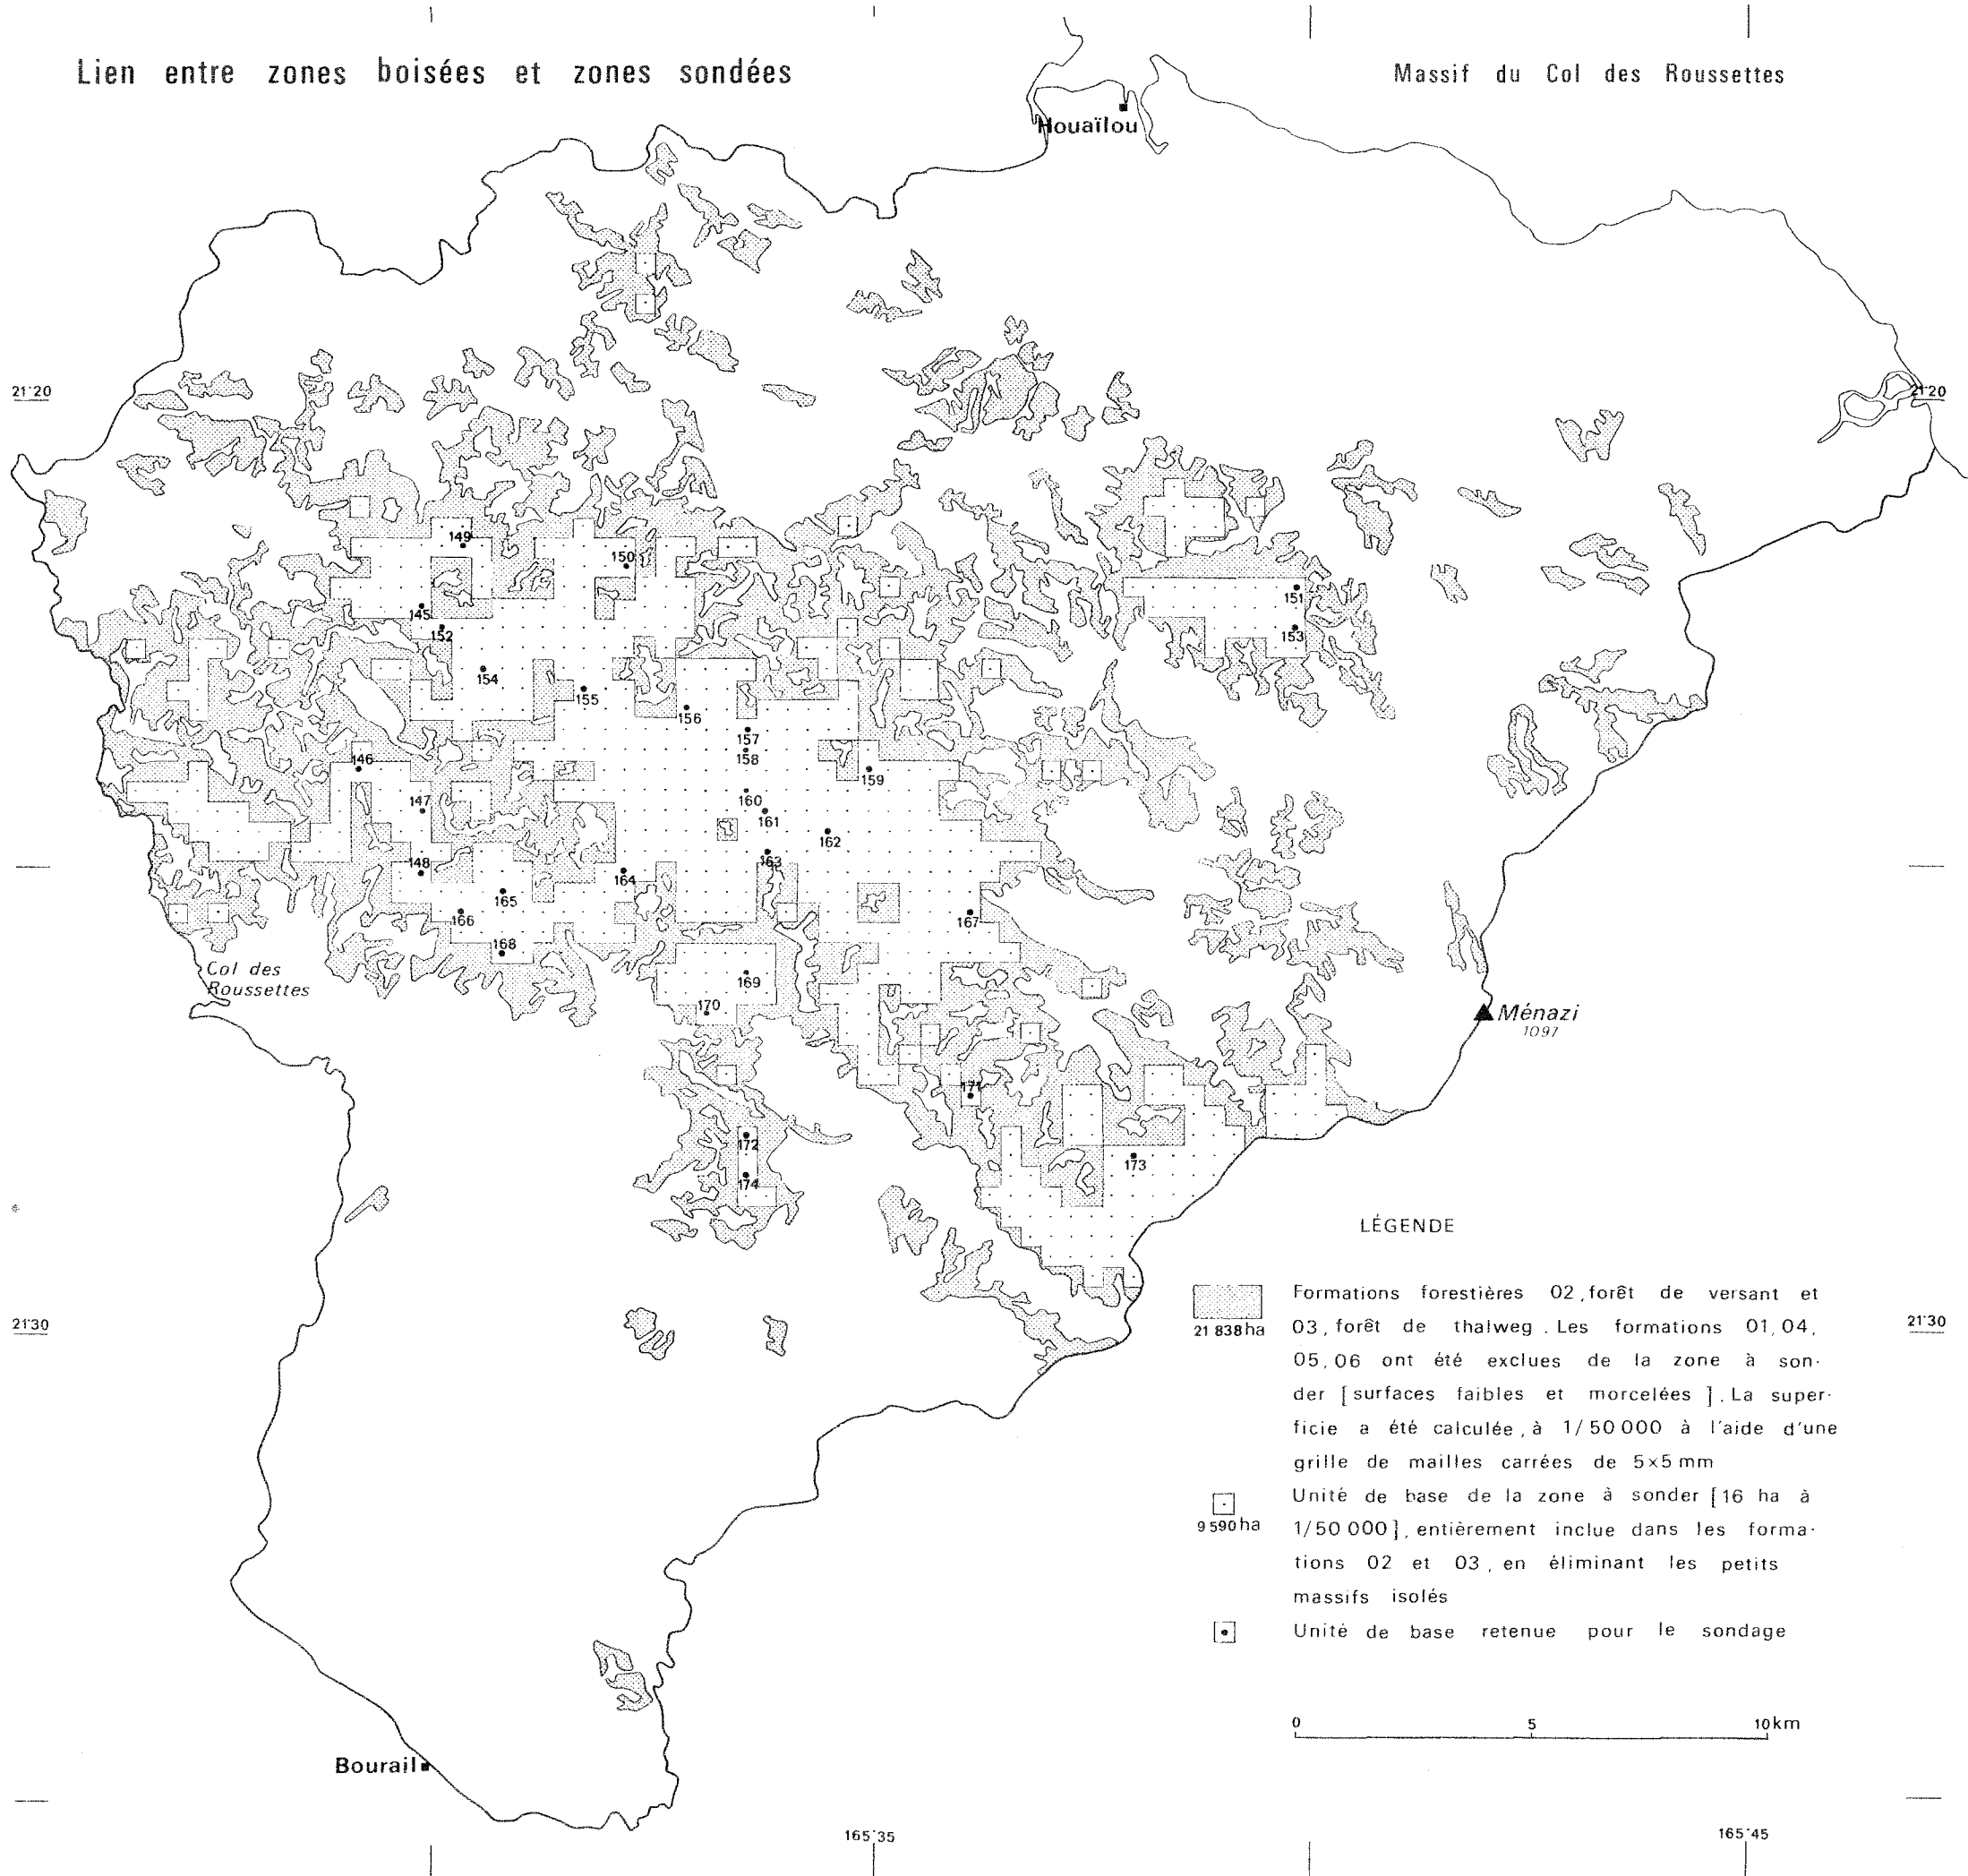 Lien entre zones boisées et zones sondées
Massif du Col des Roussettes
Houaïlou
21°20
21°20
149
150
145
152
151
153
154
155
156
157
158
146
159
147
160
161
162
148
163
164
165
166
167
168
Col des
Roussettes
169
170
Ménazi
1097
171
172
173
174
LÉGENDE
21 838 ha
Formations forestières 02, forêt de versant et
03, forêt de thalweg. Les formations 01, 04,
05, 06 ont été exclues de la zone à son-
der [surfaces faibles et morcelées]. La super-
ficie a été calculée, à 1/50 000 à l'aide d'une
grille de mailles carrées de 5×5 mm
21°30
21°30
9 590 ha
Unité de base de la zone à sonder [16 ha à
1/50 000], entièrement inclue dans les forma-
tions 02 et 03, en éliminant les petits
massifs isolés
Unité de base retenue pour le sondage
0 5 10 km
Bourail
165°35
165°45